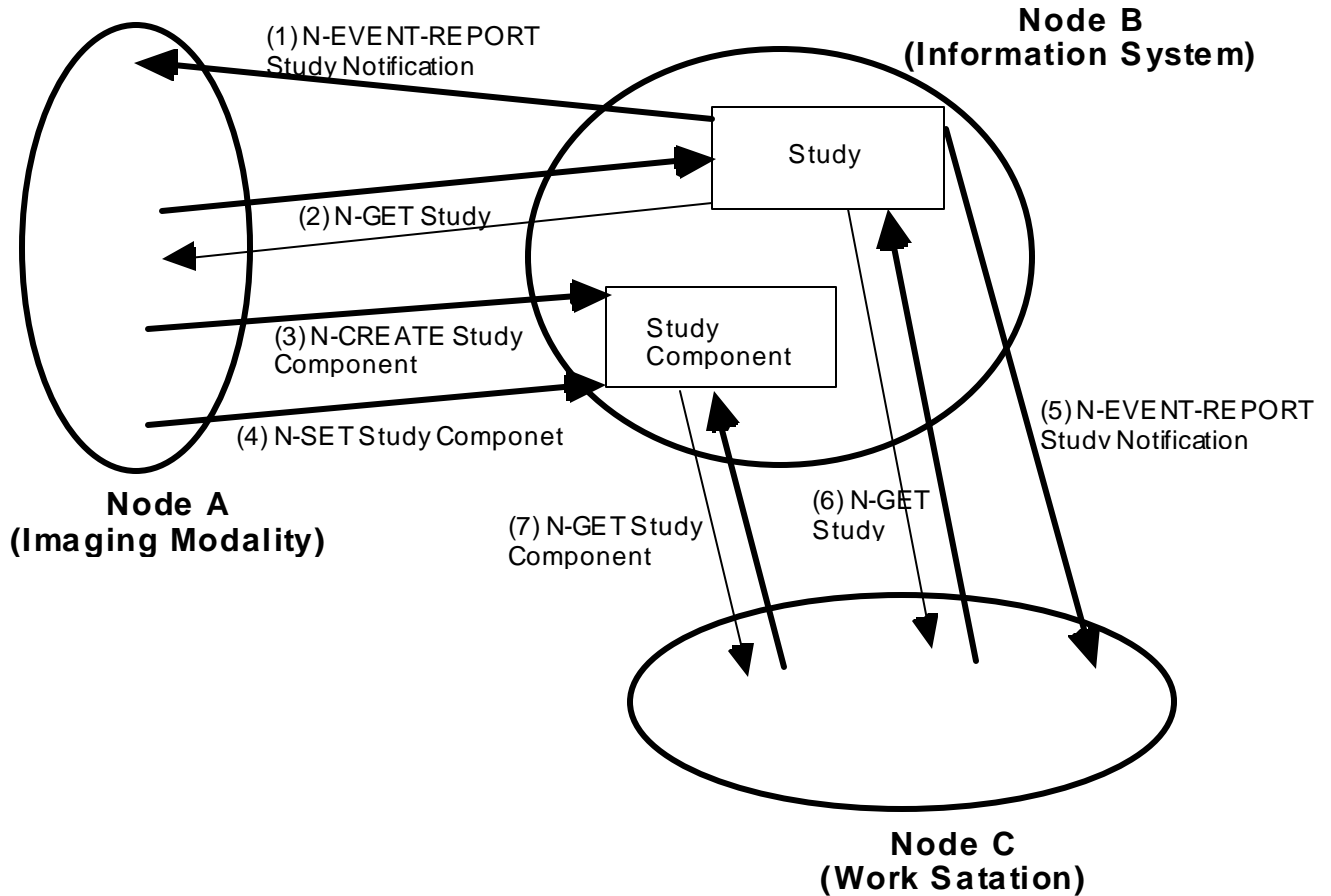 (1) N-EVENT-REPORT
Study Notification
Node B
(Information System)
Study
(2) N-GET Study
(3) N-CREATE Study
Component
Study
Component
(4) N-SET Study Componet
(5) N-EVENT-REPORT
Study Notification
Node A
(Imaging Modality)
(6) N-GET
Study
(7) N-GET Study
Component
Node C
(Work Satation)